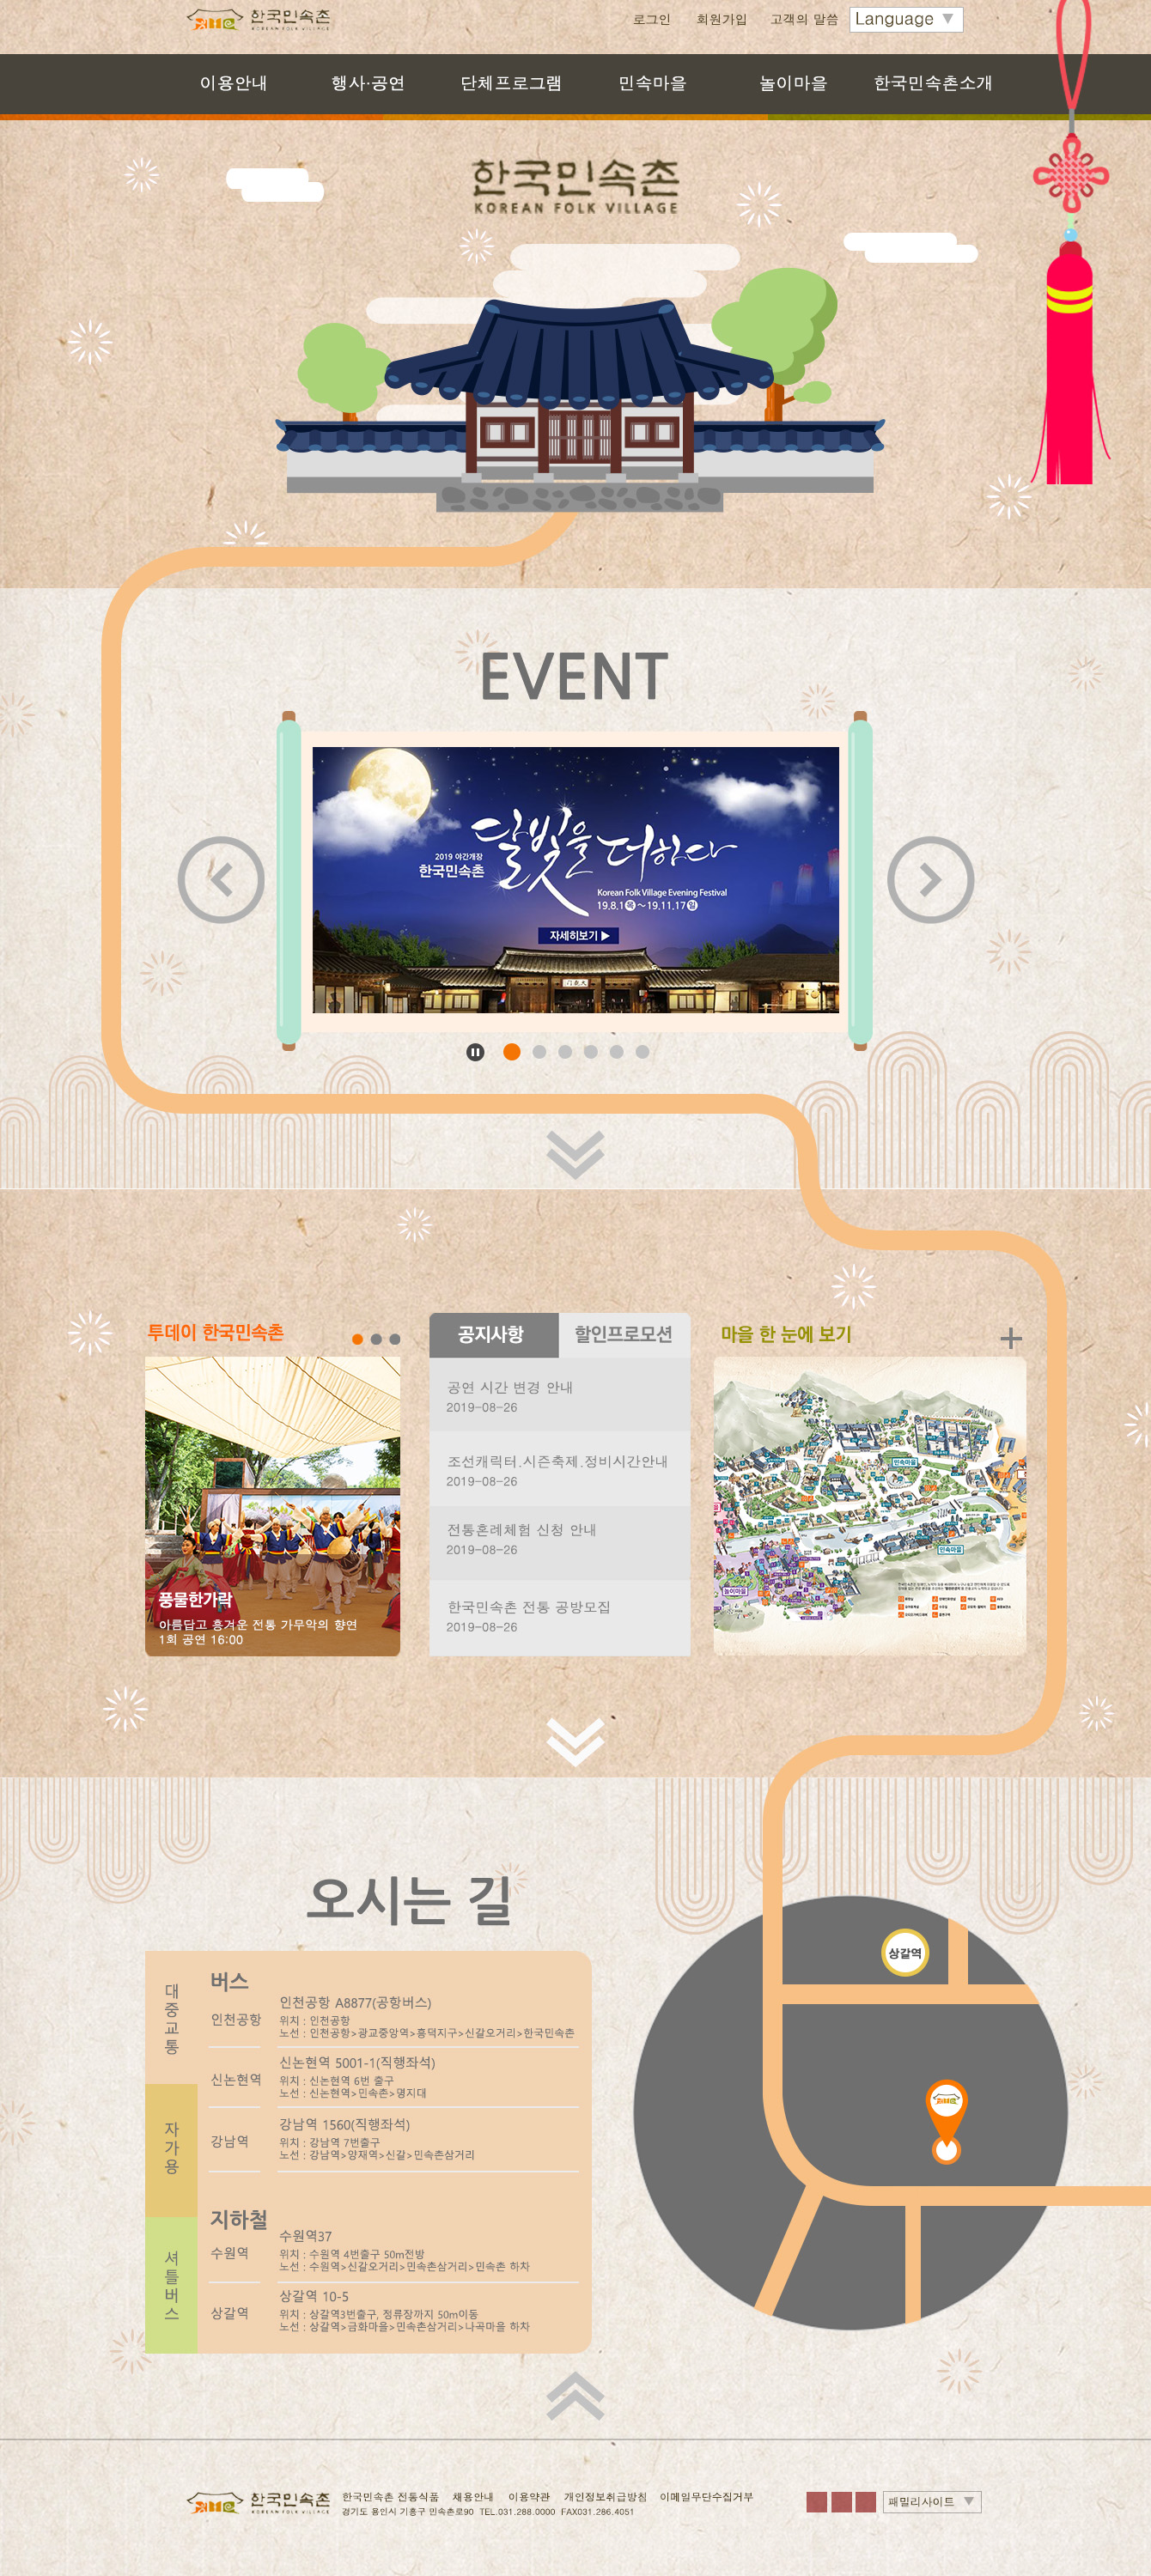 한국민속촌
KOREAN FOLK VILLAGE
로그인 회원가입 고객의 말씀 Language
이용안내 행사·공연 단체프로그램 민속마을 놀이마을 한국민속촌소개
한국민속촌
KOREAN FOLK VILLAGE
EVENT
2019 야간개장
한국민속촌
달빛을 더하다
Korean Folk Village Evening Festival
19.8.1 목 ~ 19.11.17 일
자세히보기 ▶
투데이 한국민속촌
풍물한가락
아름답고 흥겨운 전통 가무악의 향연
1회 공연 16:00
공지사항 할인프로모션
공연 시간 변경 안내
2019-08-26
조선캐릭터.시즌축제.정비시간안내
2019-08-26
전통혼례체험 신청 안내
2019-08-26
한국민속촌 전통 공방모집
2019-08-26
마을 한 눈에 보기
민속마을
민속마을
놀이마을
오시는 길
대중교통
자가용
셔틀버스
버스
인천공항
인천공항 A8877(공항버스)
위치 : 인천공항
노선 : 인천공항>광교중앙역>흥덕지구>신갈오거리>한국민속촌
신논현역
신논현역 5001-1(직행좌석)
위치 : 신논현역 6번 출구
노선 : 신논현역>민속촌>명지대
강남역
강남역 1560(직행좌석)
위치 : 강남역 7번출구
노선 : 강남역>양재역>신갈>민속촌삼거리
지하철
수원역
수원역37
위치 : 수원역 4번출구 50m전방
노선 : 수원역>신갈오거리>민속촌삼거리>민속촌 하차
상갈역
상갈역 10-5
위치 : 상갈역3번출구, 정류장까지 50m이동
노선 : 상갈역>금화마을>민속촌삼거리>나곡마을 하차
상갈역
한국민속촌
KOREAN FOLK VILLAGE
한국민속촌 전통식품 채용안내 이용약관 개인정보취급방침 이메일무단수집거부
경기도 용인시 기흥구 민속촌로90 TEL.031.288.0000 FAX031.286.4051
패밀리사이트